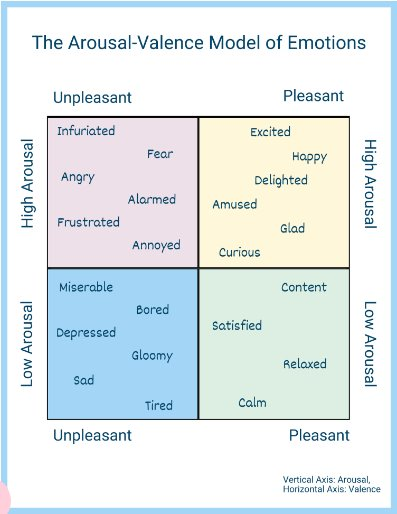 The Arousal-Valence Model of Emotions
Unpleasant
Pleasant
High Arousal
High Arousal
Infuriated
Fear
Angry
Alarmed
Frustrated
Annoyed
Excited
Happy
Delighted
Amused
Glad
Curious
Low Arousal
Low Arousal
Miserable
Bored
Depressed
Gloomy
Sad
Tired
Content
Satisfied
Relaxed
Calm
Unpleasant
Pleasant
Vertical Axis: Arousal,
Horizontal Axis: Valence